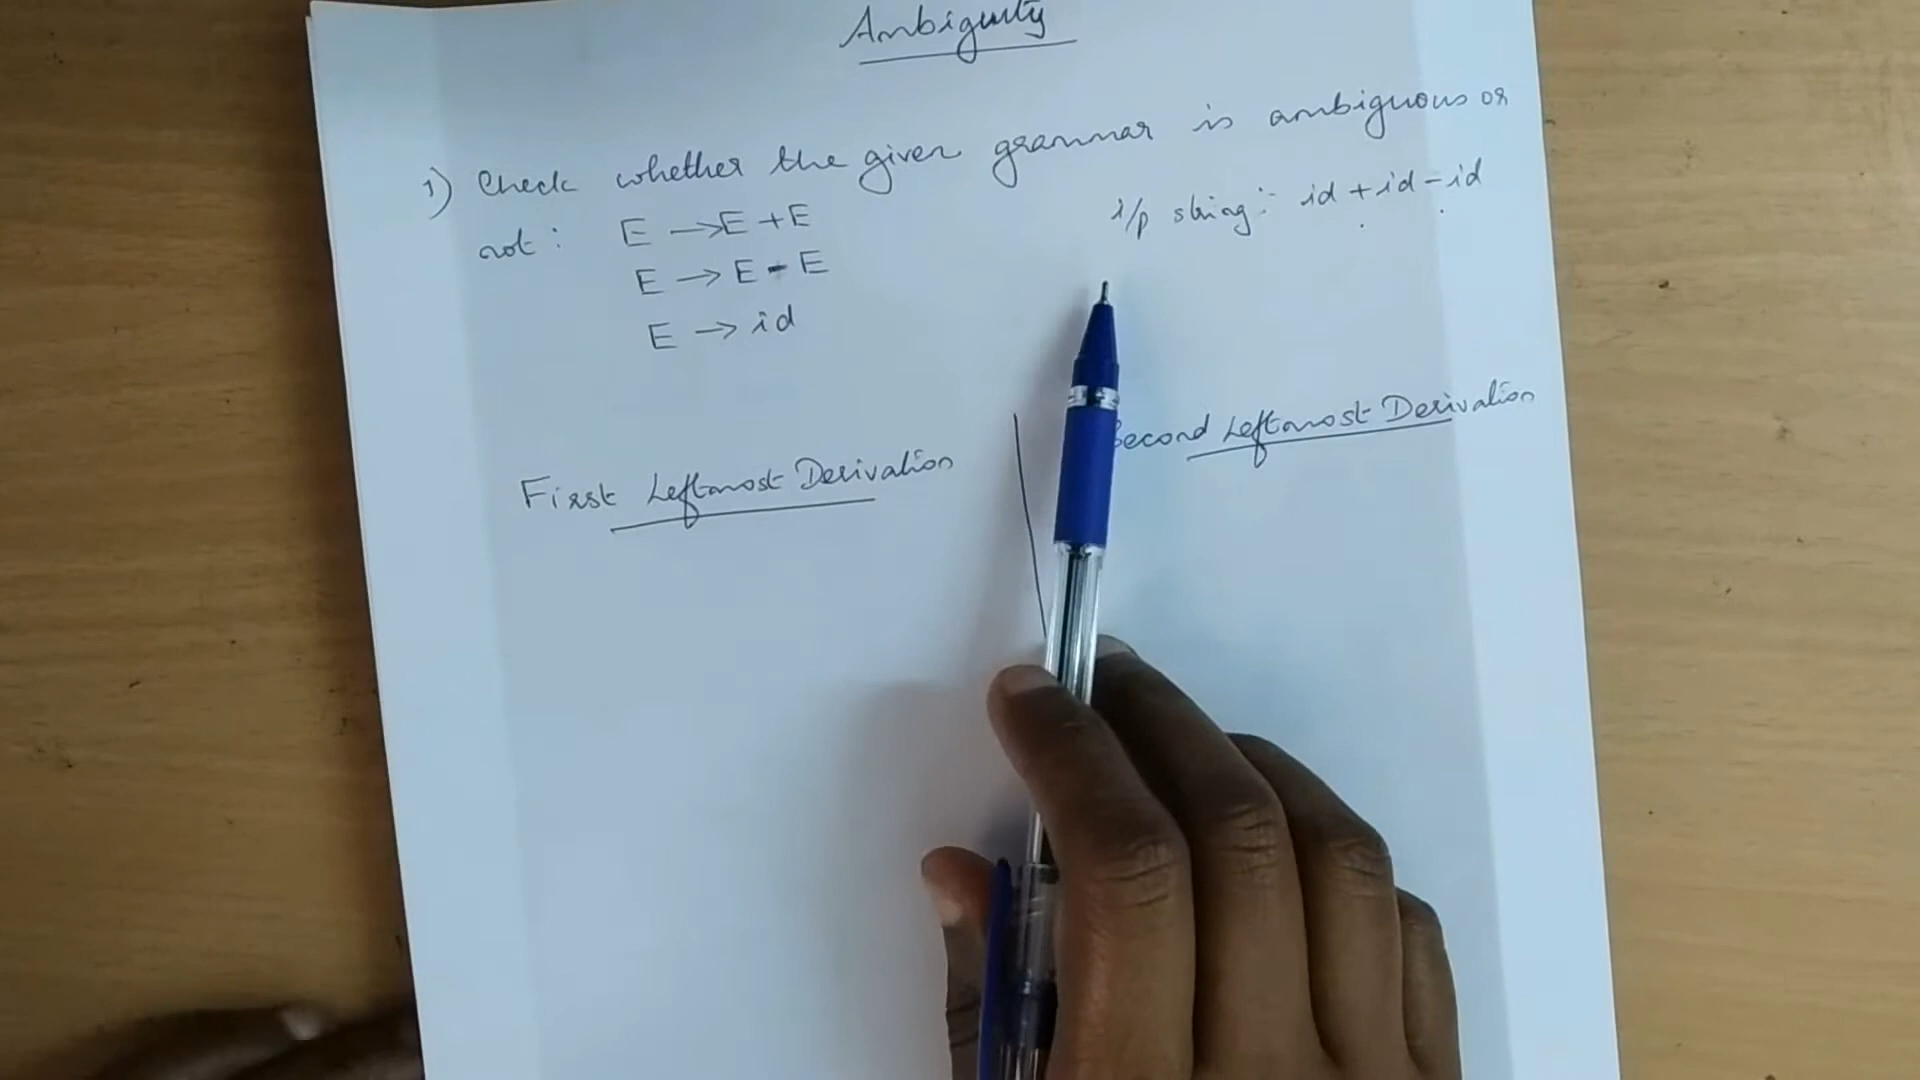 Ambiguity
1) Check whether the given grammar is ambiguous or
not: E → E + E
i/p string:- id + id - id
E → E - E
E → id
First Leftmost Derivation
Second Leftmost Derivation